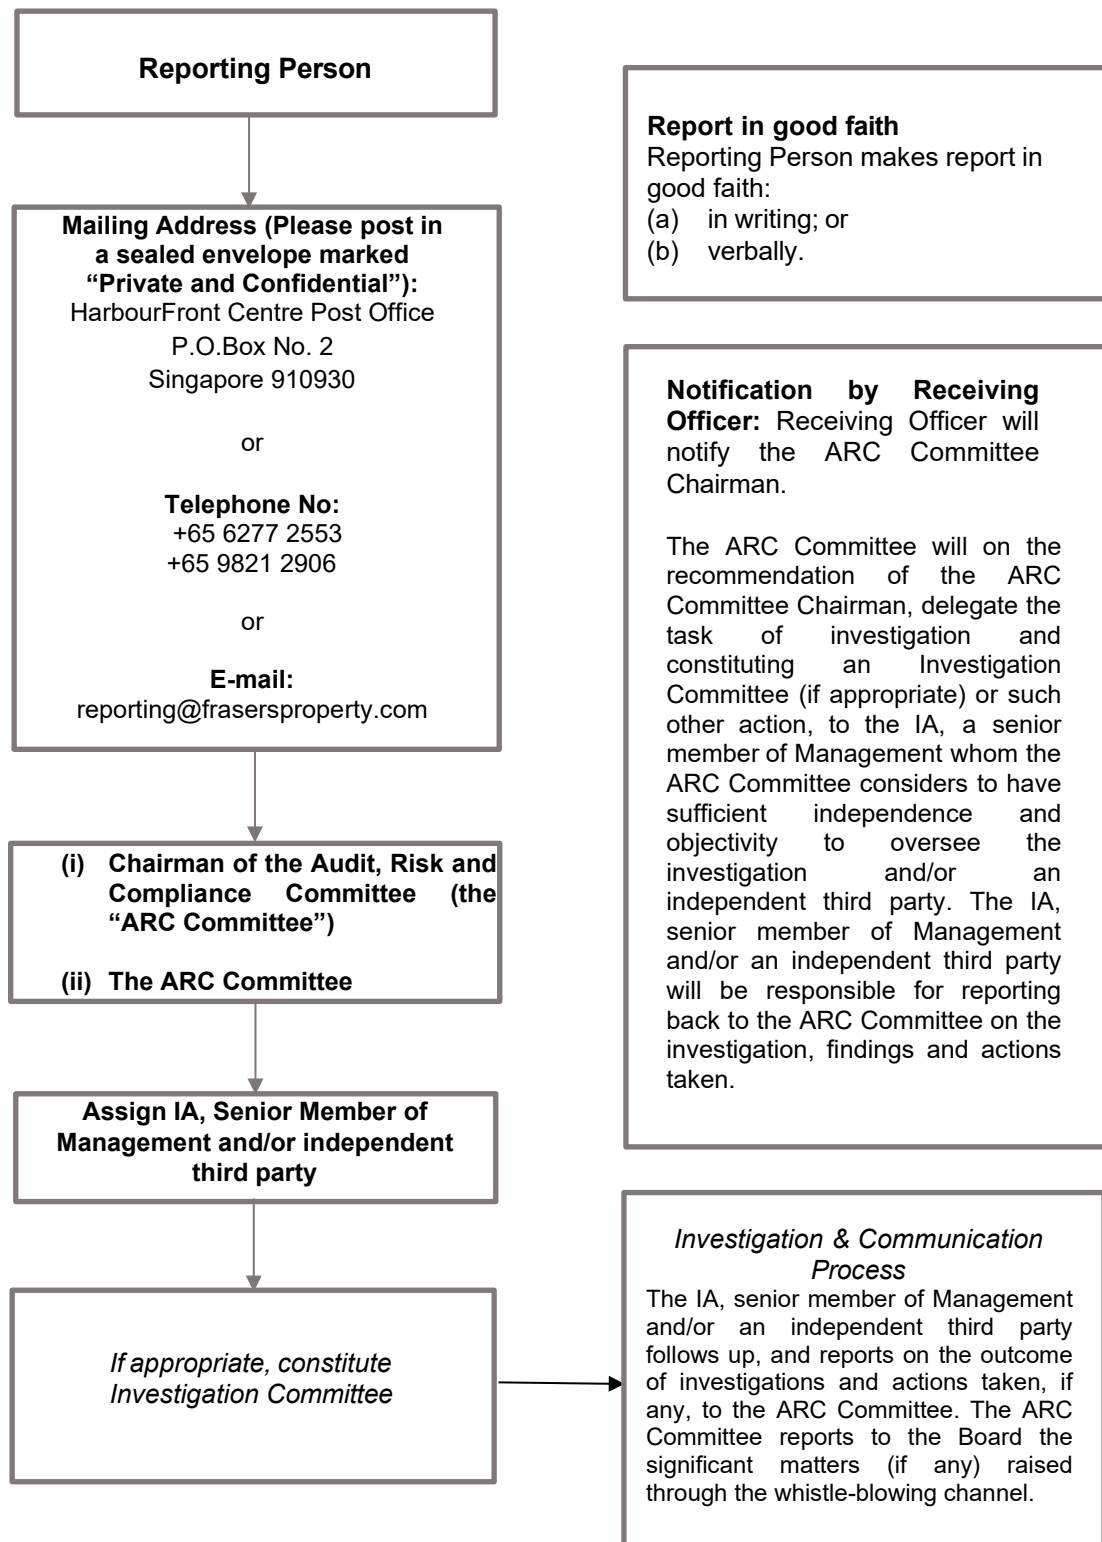 Reporting Person
Mailing Address (Please post in
a sealed envelope marked
“Private and Confidential”):
HarbourFront Centre Post Office
P.O.Box No. 2
Singapore 910930
or
Telephone No:
+65 6277 2553
+65 9821 2906
or
E-mail:
reporting@frasersproperty.com
(i) Chairman of the Audit, Risk and
Compliance Committee (the
“ARC Committee”)
(ii) The ARC Committee
Assign IA, Senior Member of
Management and/or independent
third party
If appropriate, constitute
Investigation Committee
Report in good faith
Reporting Person makes report in
good faith:
(a) in writing; or
(b) verbally.
Notification by Receiving
Officer: Receiving Officer will
notify the ARC Committee
Chairman.
The ARC Committee will on the
recommendation of the ARC
Committee Chairman, delegate the
task of investigation and
constituting an Investigation
Committee (if appropriate) or such
other action, to the IA, a senior
member of Management whom the
ARC Committee considers to have
sufficient independence and
objectivity to oversee the
investigation and/or an
independent third party. The IA,
senior member of Management
and/or an independent third party
will be responsible for reporting
back to the ARC Committee on the
investigation, findings and actions
taken.
Investigation & Communication
Process
The IA, senior member of Management
and/or an independent third party
follows up, and reports on the outcome
of investigations and actions taken, if
any, to the ARC Committee. The ARC
Committee reports to the Board the
significant matters (if any) raised
through the whistle-blowing channel.